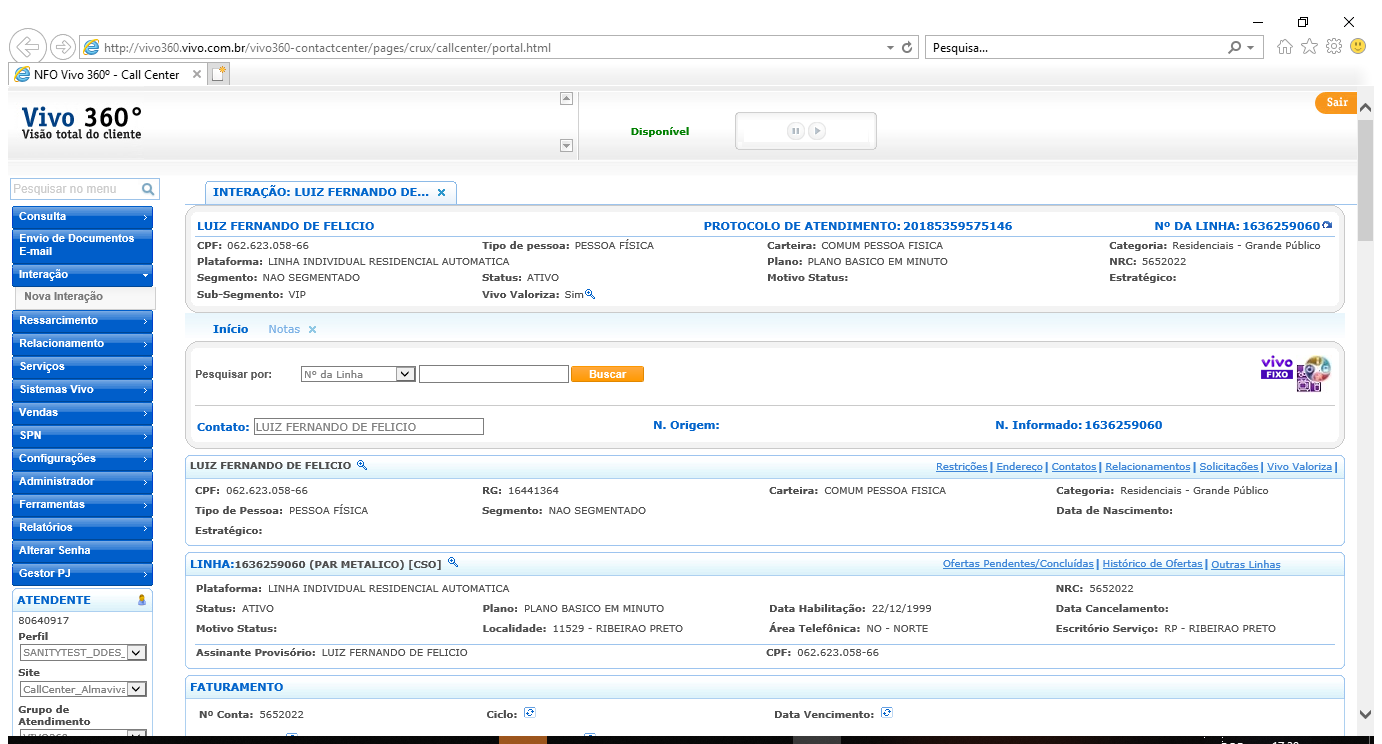 http://vivo360.vivo.com.br/vivo360-contactcenter/pages/crux/callcenter/portal.html
Pesquisa...
NFO Vivo 360º - Call Center
Vivo 360°
Visão total do cliente
Disponível
Sair
Pesquisar no menu
Consulta
Envio de Documentos
E-mail
Interação
Nova Interação
Ressarcimento
Relacionamento
Serviços
Sistemas Vivo
Vendas
SPN
Configurações
Administrador
Ferramentas
Relatórios
Alterar Senha
Gestor PJ
ATENDENTE
80640917
Perfil
SANITYTEST_DDES_
Site
CallCenter_Almaviva
Grupo de
Atendimento
INTERAÇÃO: LUIZ FERNANDO DE...
LUIZ FERNANDO DE FELICIO PROTOCOLO DE ATENDIMENTO: 20185359575146 Nº DA LINHA: 1636259060
CPF: 062.623.058-66 Tipo de pessoa: PESSOA FÍSICA Carteira: COMUM PESSOA FISICA Categoria: Residenciais - Grande Público
Plataforma: LINHA INDIVIDUAL RESIDENCIAL AUTOMATICA Plano: PLANO BASICO EM MINUTO NRC: 5652022
Segmento: NAO SEGMENTADO Status: ATIVO Motivo Status: Estratégico:
Sub-Segmento: VIP Vivo Valoriza: Sim
Início Notas
Pesquisar por: Nº da Linha Buscar
vivo
FIXO
Contato: LUIZ FERNANDO DE FELICIO N. Origem: N. Informado: 1636259060
LUIZ FERNANDO DE FELICIO Restrições | Endereço | Contatos | Relacionamentos | Solicitações | Vivo Valoriza |
CPF: 062.623.058-66 RG: 16441364 Carteira: COMUM PESSOA FISICA Categoria: Residenciais - Grande Público
Tipo de Pessoa: PESSOA FÍSICA Segmento: NAO SEGMENTADO Data de Nascimento:
Estratégico:
LINHA:1636259060 (PAR METALICO) [CSO] Ofertas Pendentes/Concluídas | Histórico de Ofertas | Outras Linhas
Plataforma: LINHA INDIVIDUAL RESIDENCIAL AUTOMATICA NRC: 5652022
Status: ATIVO Plano: PLANO BASICO EM MINUTO Data Habilitação: 22/12/1999 Data Cancelamento:
Motivo Status: Localidade: 11529 - RIBEIRAO PRETO Área Telefônica: NO - NORTE Escritório Serviço: RP - RIBEIRAO PRETO
Assinante Provisório: LUIZ FERNANDO DE FELICIO CPF: 062.623.058-66
FATURAMENTO
Nº Conta: 5652022 Ciclo: Data Vencimento: